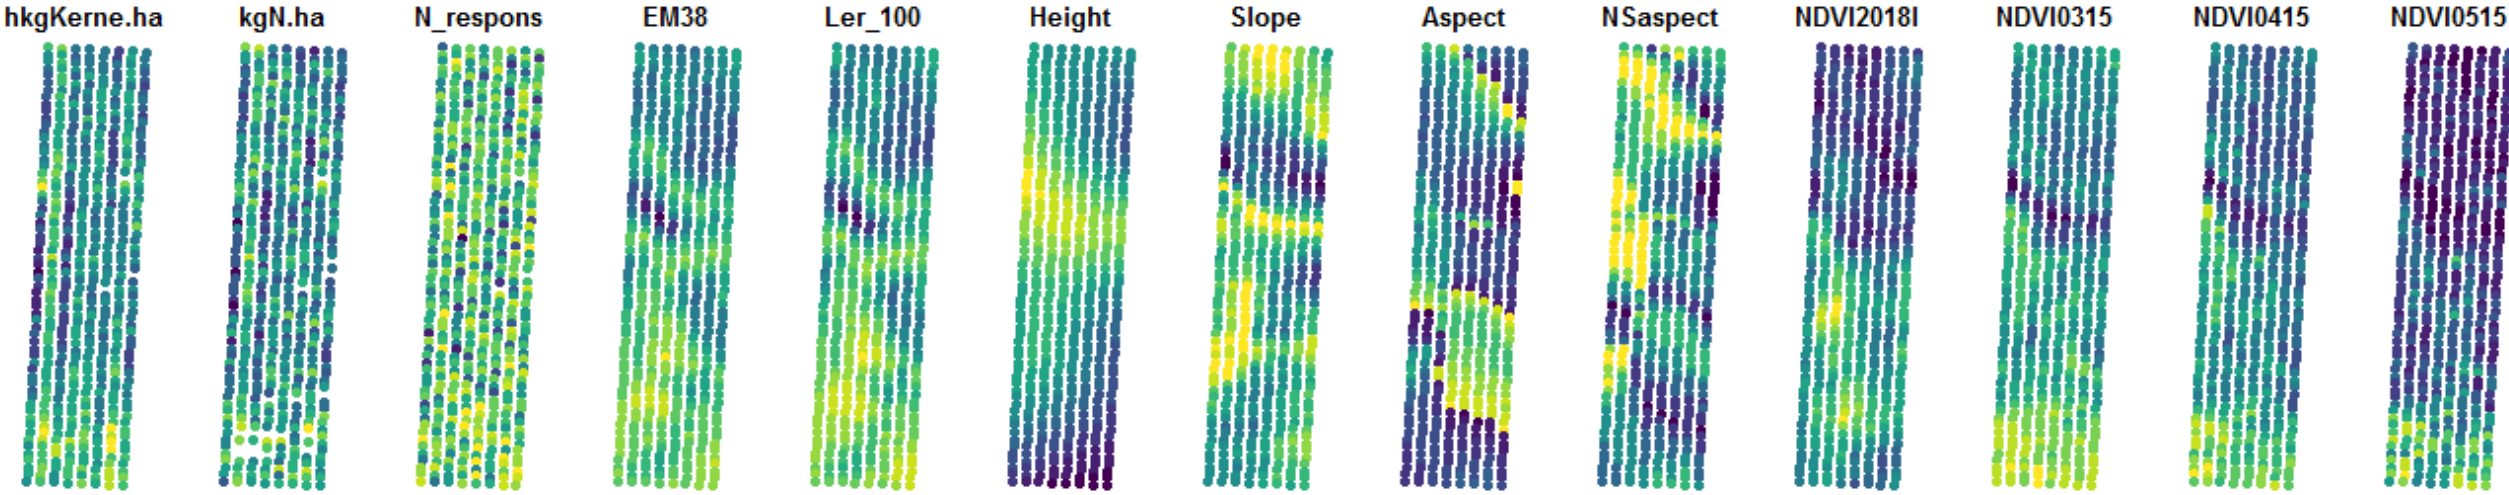 hkgKerne.ha kgN.ha N_respons EM38 Ler_100 Height Slope Aspect NSaspect NDVI2018I NDVI0315 NDVI0415 NDVI0515